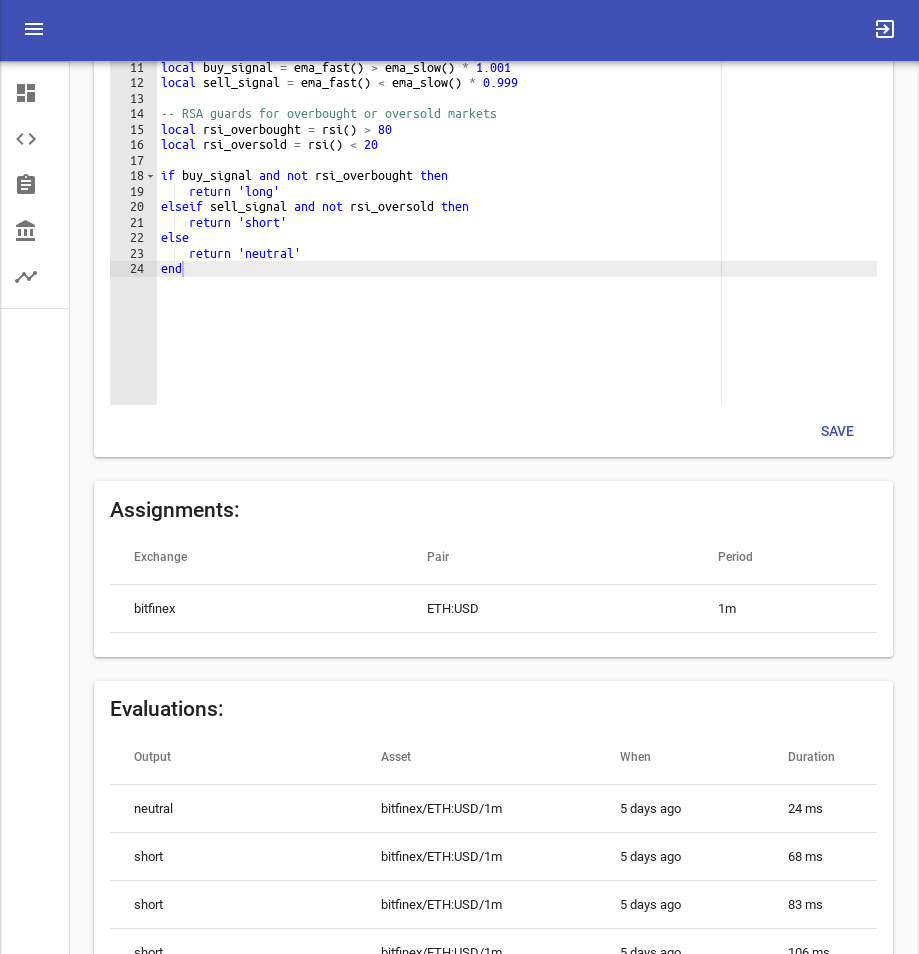 11 local buy_signal = ema_fast() > ema_slow() * 1.001
12 local sell_signal = ema_fast() < ema_slow() * 0.999
13
14 -- RSA guards for overbought or oversold markets
15 local rsi_overbought = rsi() > 80
16 local rsi_oversold = rsi() < 20
17
18 if buy_signal and not rsi_overbought then
19     return 'long'
20 elseif sell_signal and not rsi_oversold then
21     return 'short'
22 else
23     return 'neutral'
24 end
SAVE
Assignments:
Exchange Pair Period
bitfinex ETH:USD 1m
Evaluations:
Output Asset When Duration
neutral bitfinex/ETH:USD/1m 5 days ago 24 ms
short bitfinex/ETH:USD/1m 5 days ago 68 ms
short bitfinex/ETH:USD/1m 5 days ago 83 ms
short bitfinex/ETH:USD/1m 5 days ago 106 ms